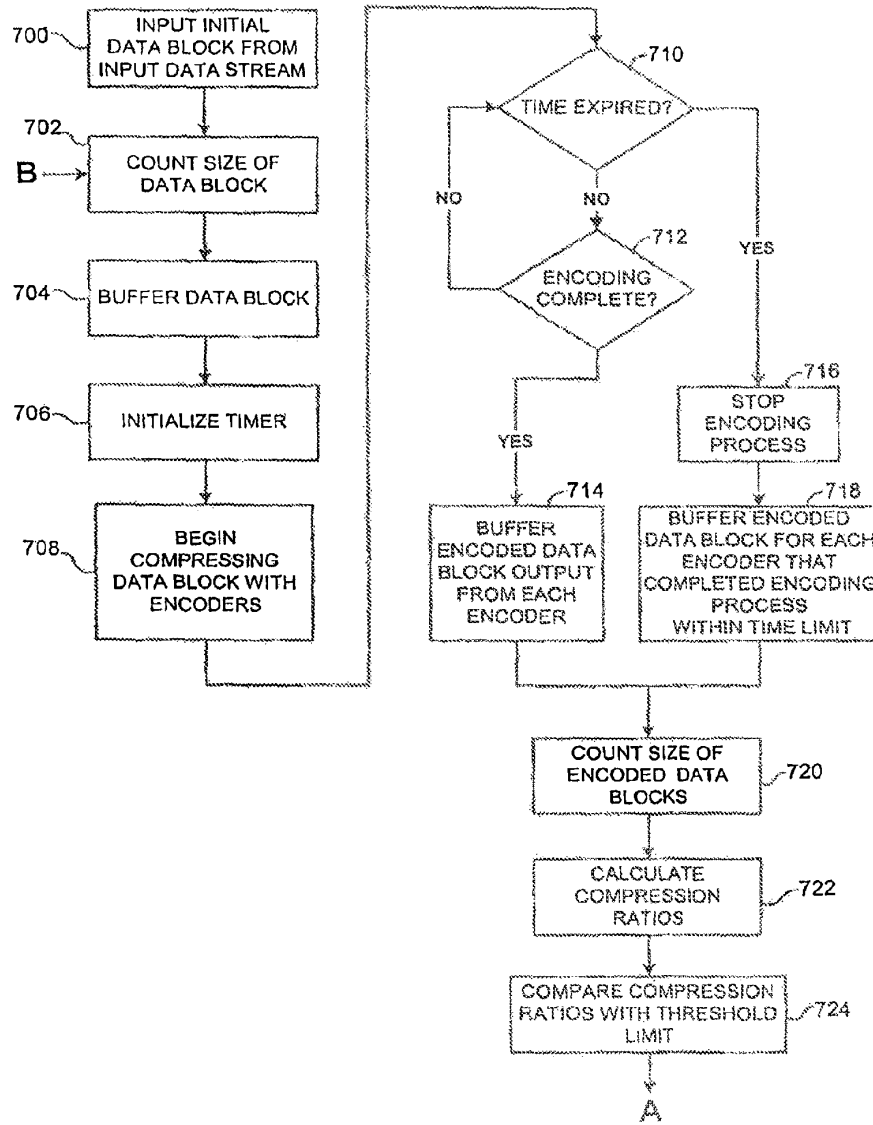 700
INPUT INITIAL
DATA BLOCK FROM
INPUT DATA STREAM
702
B
COUNT SIZE OF
DATA BLOCK
704
BUFFER DATA BLOCK
706
INITIALIZE TIMER
708
BEGIN
COMPRESSING
DATA BLOCK WITH
ENCODERS
710
TIME EXPIRED?
NO
NO
YES
712
ENCODING
COMPLETE?
YES
716
STOP
ENCODING
PROCESS
714
BUFFER
ENCODED DATA
BLOCK OUTPUT
FROM EACH
ENCODER
718
BUFFER ENCODED
DATA BLOCK FOR EACH
ENCODER THAT
COMPLETED ENCODING
PROCESS
WITHIN TIME LIMIT
COUNT SIZE OF
ENCODED DATA
BLOCKS
720
CALCULATE
COMPRESSION
RATIOS
722
COMPARE COMPRESSION
RATIOS WITH THRESHOLD
LIMIT
724
A